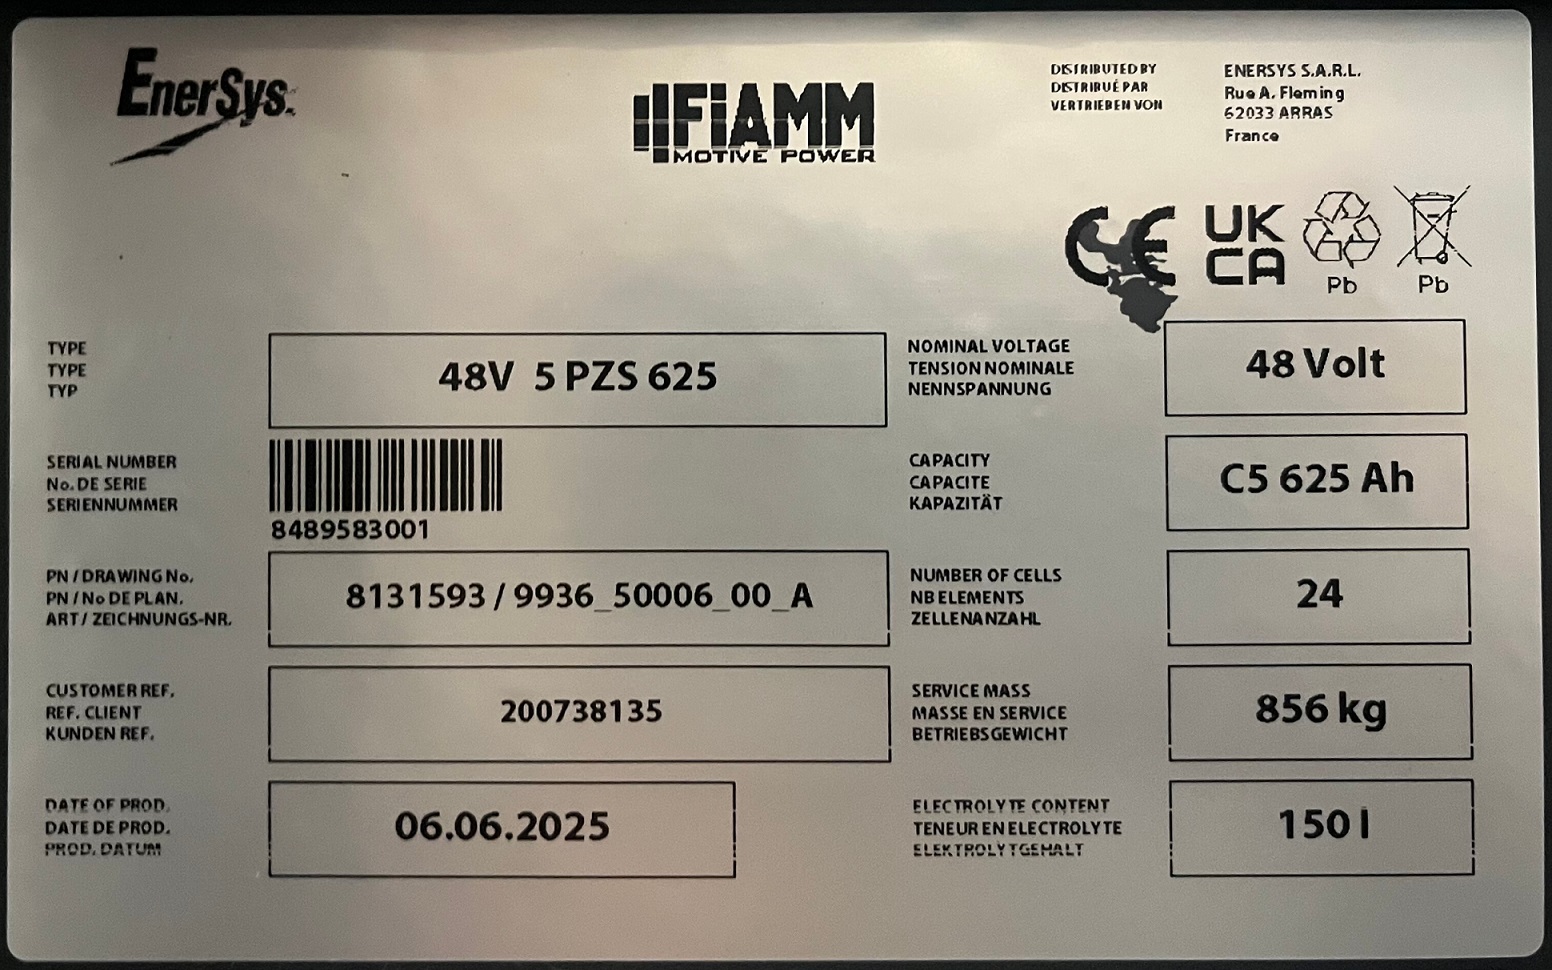 EnerSys.
FIAMM
MOTIVE POWER
DISTRIBUTED BY
DISTRIBUÉ PAR
VERTRIEBEN VON
ENERSYS S.A.R.L.
Rue A. Fleming
62033 ARRAS
France
CE
UK
CA
Pb
Pb
TYPE
TYPE
TYP
48V 5 PZS 625
NOMINAL VOLTAGE
TENSION NOMINALE
NENNSPANNUNG
48 Volt
SERIAL NUMBER
No. DE SERIE
SERIENNUMMER
8489583001
CAPACITY
CAPACITE
KAPAZITÄT
C5 625 Ah
PN / DRAWING No.
PN / No DE PLAN.
ART / ZEICHNUNGS-NR.
8131593 / 9936_50006_00_A
NUMBER OF CELLS
NB ELEMENTS
ZELLENANZAHL
24
CUSTOMER REF.
REF. CLIENT
KUNDEN REF.
200738135
SERVICE MASS
MASSE EN SERVICE
BETRIEBSGEWICHT
856 kg
DATE OF PROD.
DATE DE PROD.
PROD. DATUM
06.06.2025
ELECTROLYTE CONTENT
TENEUR EN ELECTROLYTE
ELEKTROLYTGEHALT
150 l